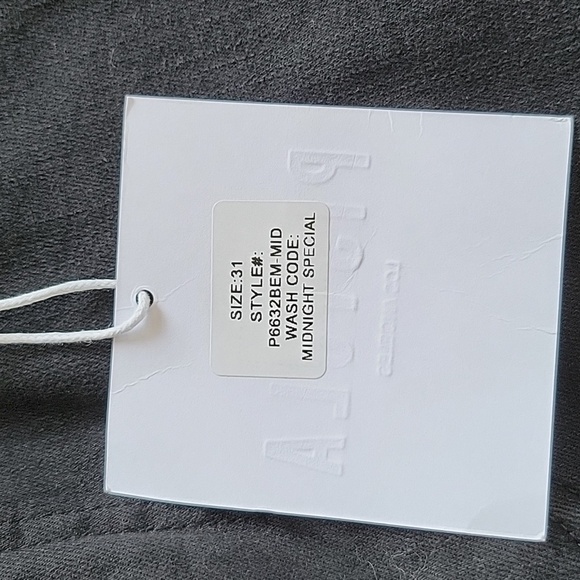 SIZE:31
STYLE#:
P6632BEM-MID
WASH CODE:
MIDNIGHT SPECIAL